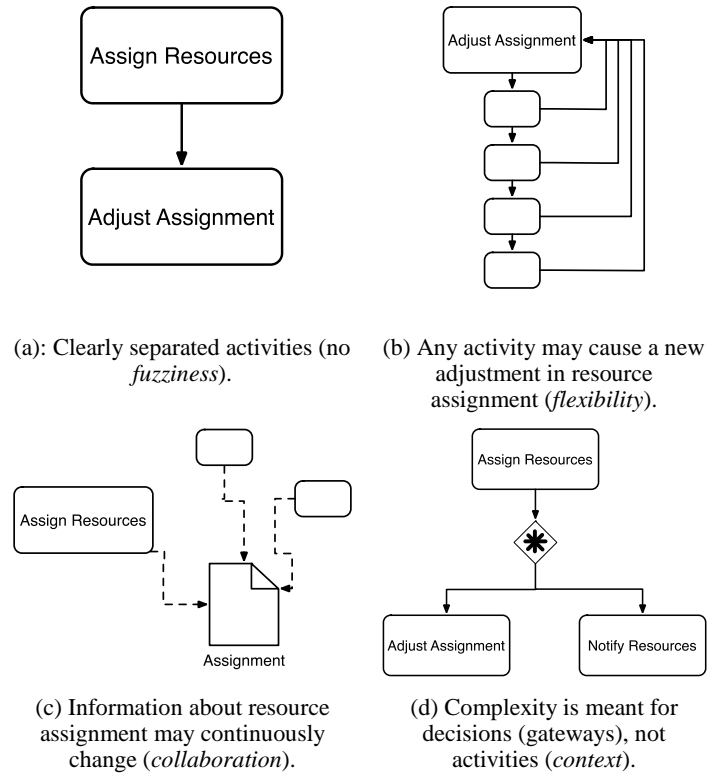 Assign Resources
Adjust Assignment
(a): Clearly separated activities (no
fuzziness).
Adjust Assignment
(b) Any activity may cause a new
adjustment in resource
assignment (flexibility).
Assign Resources
Assignment
(c) Information about resource
assignment may continuously
change (collaboration).
Assign Resources
Adjust Assignment
Notify Resources
(d) Complexity is meant for
decisions (gateways), not
activities (context).